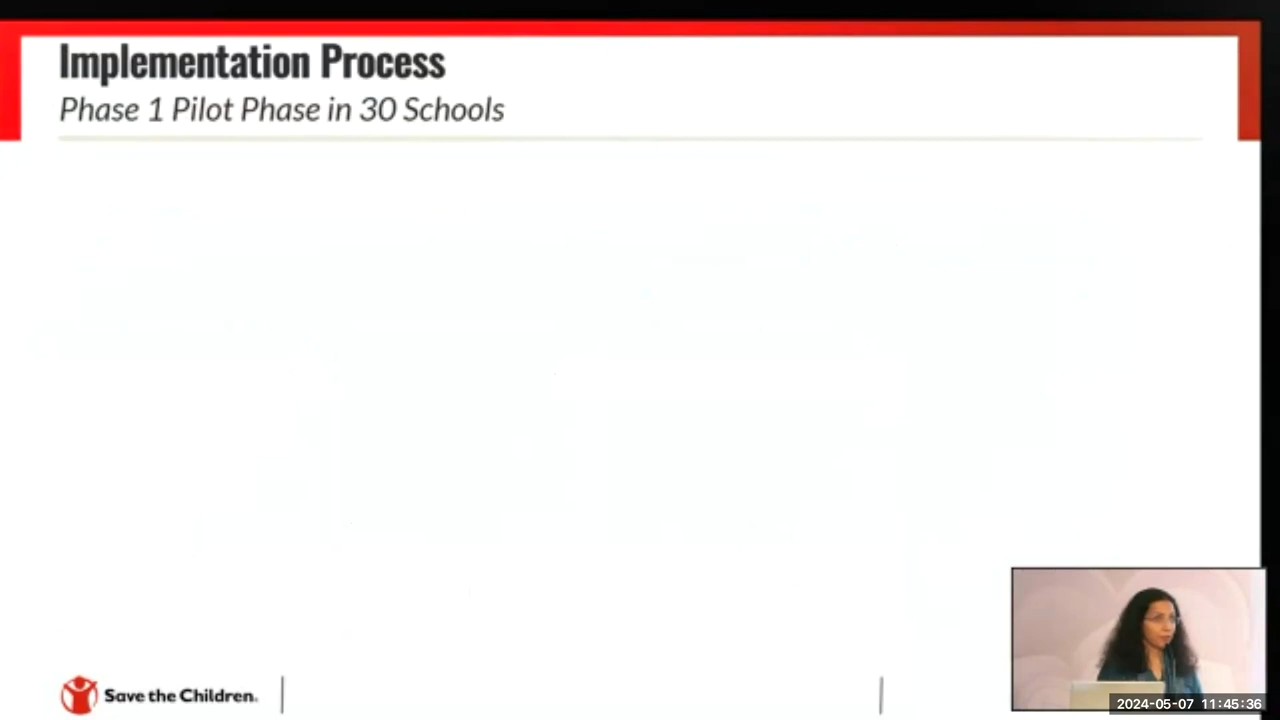 Implementation Process
Phase 1 Pilot Phase in 30 Schools
Save the Children.
2024-05-07 11:45:36